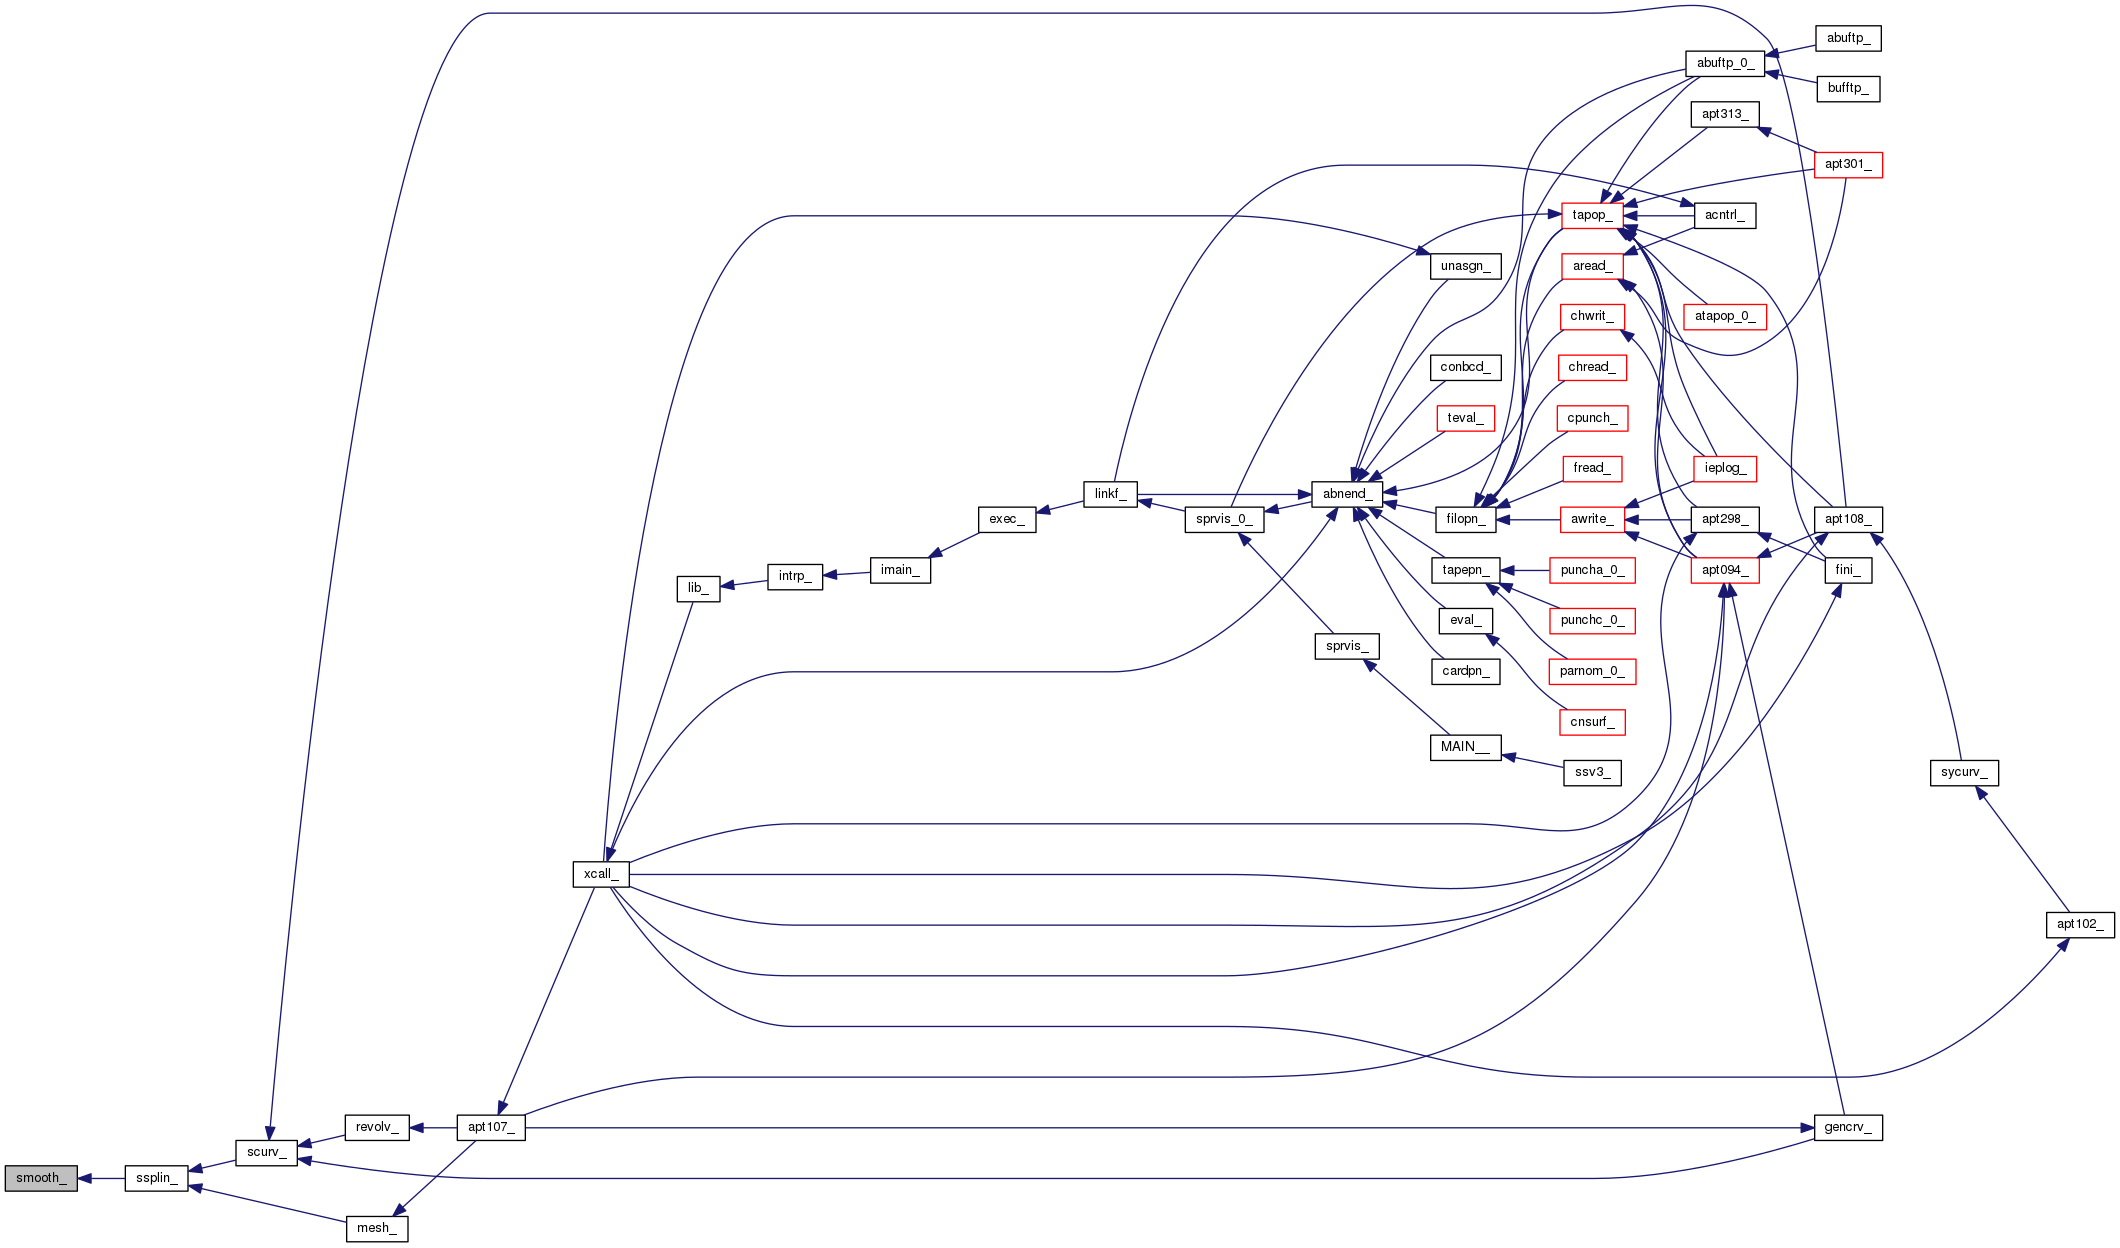 abuftp_
abuftp_0_
bufftp_
apt313_
apt301_
tapop_
acntrl_
unasgn_
aread_
chwrit_
atapop_0_
conbcd_
chread_
teval_
cpunch_
fread_
ieplog_
linkf_
abnend_
exec_
sprvis_0_
filopn_
awrite_
apt298_
apt108_
imain_
intrp_
lib_
tapepn_
puncha_0_
apt094_
fini_
eval_
punchc_0_
sprvis_
cardpn_
parnom_0_
cnsurf_
MAIN__
ssv3_
sycurv_
xcall_
apt102_
revolv_
apt107_
gencrv_
scurv_
smooth_
ssplin_
mesh_